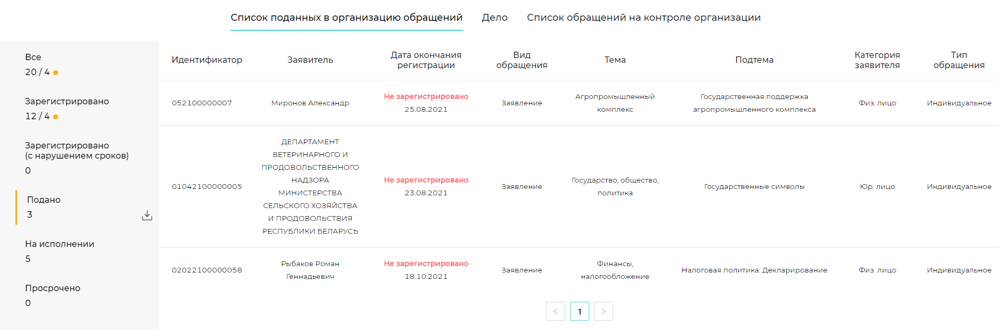 Список поданных в организацию обращений
Дело
Список обращений на контроле организации
Все
20 / 4
Зарегистрировано
12 / 4
Зарегистрировано
(с нарушением сроков)
0
Подано
3
На исполнении
5
Просрочено
0
Идентификатор
Заявитель
Дата окончания
регистрации
Вид
обращения
Тема
Подтема
Категория
заявителя
Тип
обращения
052100000007
Миронов Александр
Не зарегистрировано
25.08.2021
Заявление
Агропромышленный
комплекс
Государственная поддержка
агропромышленного комплекса
Физ. лицо
Индивидуальное
01042100000005
ДЕПАРТАМЕНТ
ВЕТЕРИНАРНОГО И
ПРОДОВОЛЬСТВЕННОГО
НАДЗОРА
МИНИСТЕРСТВА
СЕЛЬСКОГО ХОЗЯЙСТВА
И ПРОДОВОЛЬСТВИЯ
РЕСПУБЛИКИ БЕЛАРУСЬ
Не зарегистрировано
23.08.2021
Заявление
Государство, общество,
политика
Государственные символы
Юр. лицо
Индивидуальное
02022100000058
Рыбаков Роман
Геннадьевич
Не зарегистрировано
18.10.2021
Заявление
Финансы,
налогообложение
Налоговая политика. Декларирование
Физ. лицо
Индивидуальное
< 1 >